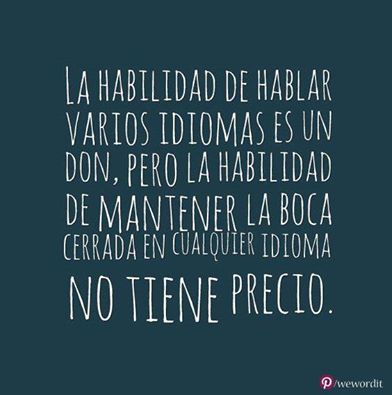 LA HABILIDAD DE HABLAR
VARIOS IDIOMAS ES UN
DON, PERO LA HABILIDAD
DE MANTENER LA BOCA
CERRADA EN CUALQUIER IDIOMA
NO TIENE PRECIO.
/wewordit